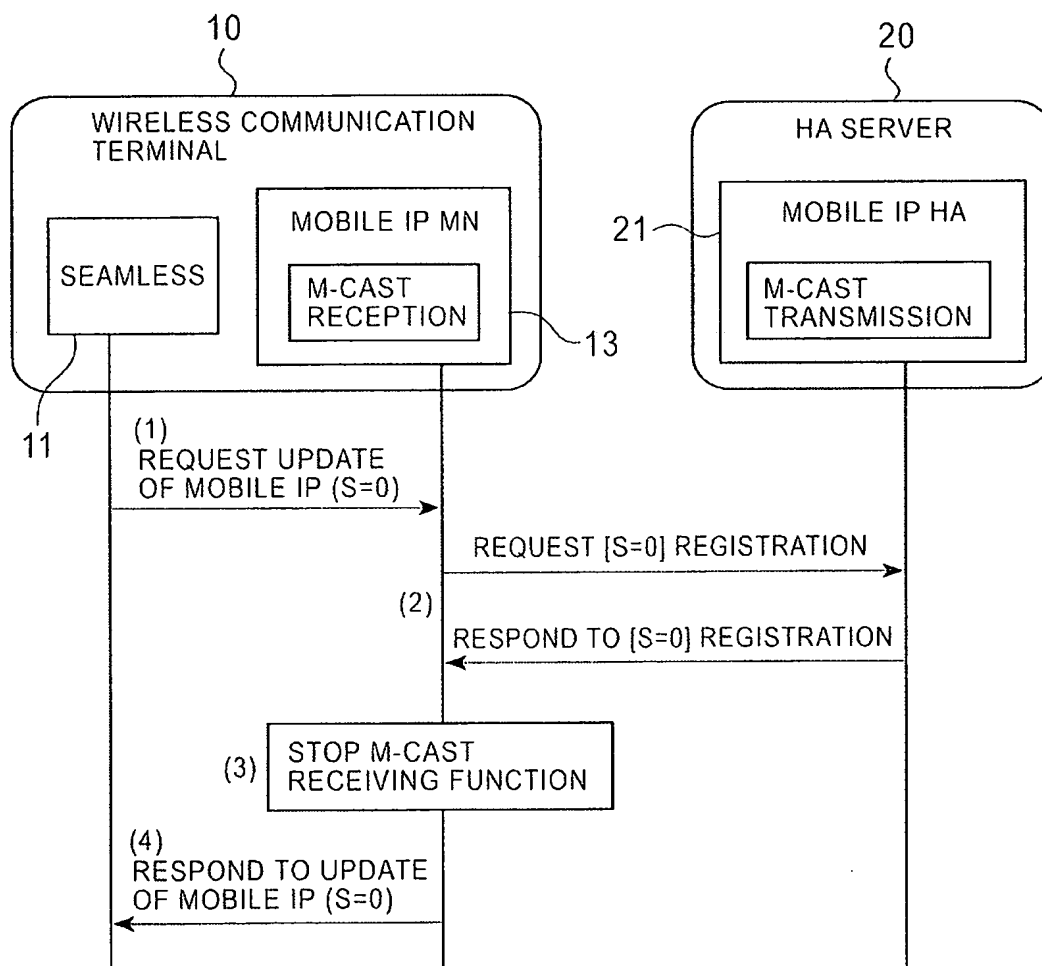 10
20
WIRELESS COMMUNICATION
TERMINAL
HA SERVER
MOBILE IP MN
MOBILE IP HA
21
SEAMLESS
M-CAST
RECEPTION
M-CAST
TRANSMISSION
13
11
(1)
REQUEST UPDATE
OF MOBILE IP (S=0)
REQUEST [S=0] REGISTRATION
(2)
RESPOND TO [S=0] REGISTRATION
(3)
STOP M-CAST
RECEIVING FUNCTION
(4)
RESPOND TO UPDATE
OF MOBILE IP (S=0)